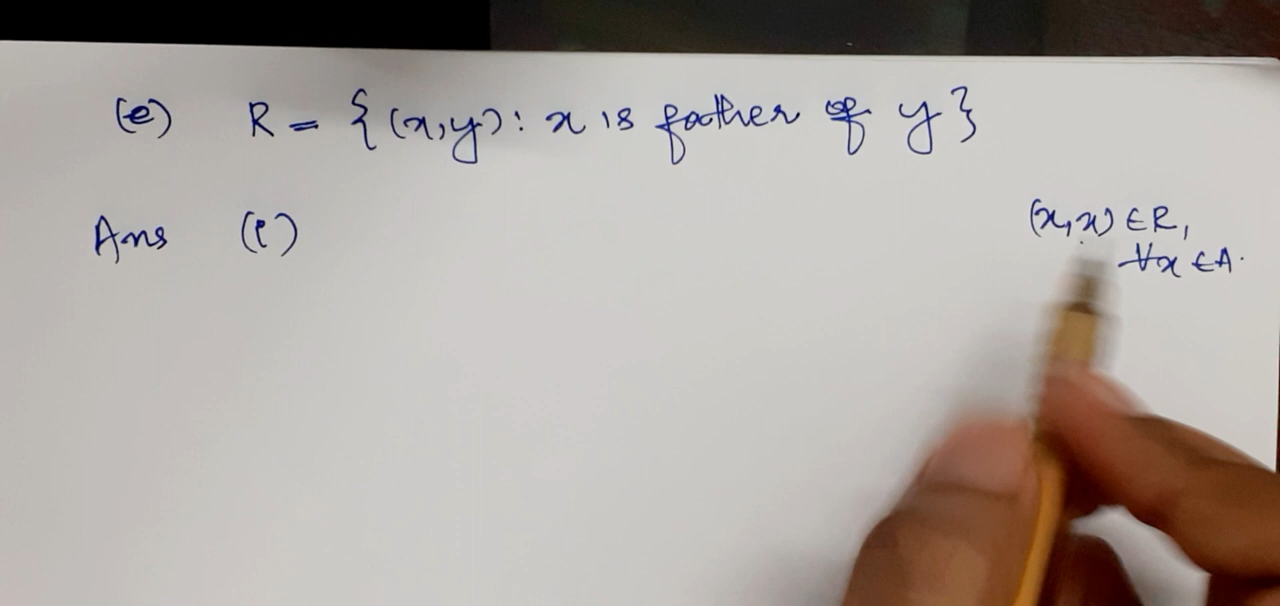 (e) R = {(x,y): x is father of y}
Ans (i)
(x,x) ∈R,
∀x ∈A.